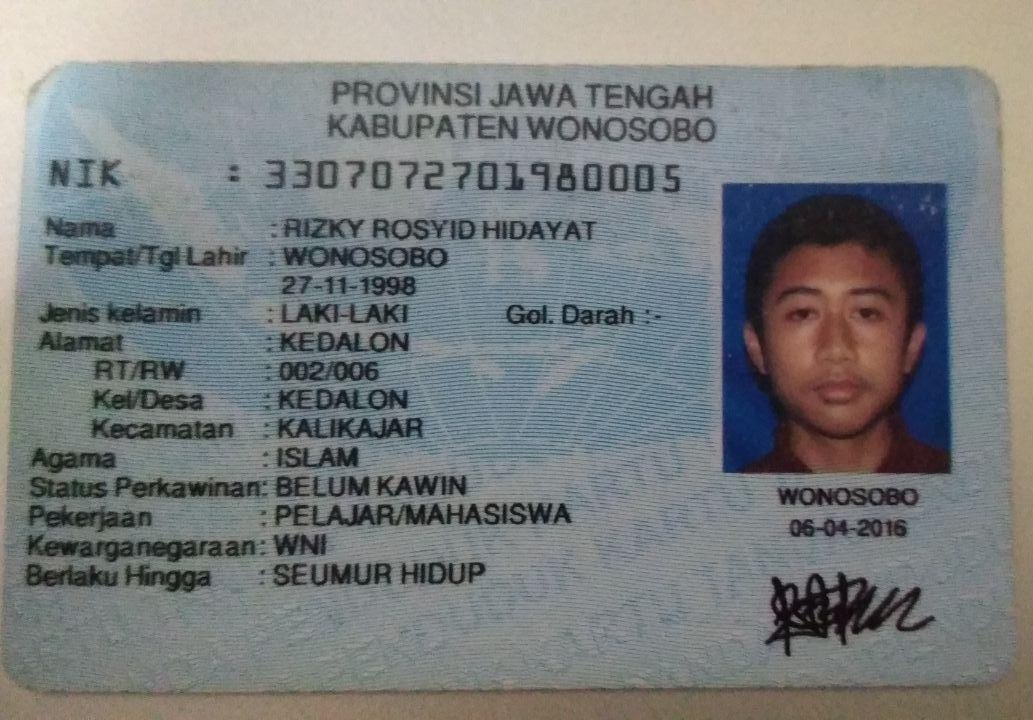 PROVINSI JAWA TENGAH
KABUPATEN WONOSOBO
NIK : 3307072701980005
Nama : RIZKY ROSYID HIDAYAT
Tempat/Tgl Lahir : WONOSOBO
27-11-1998
Jenis kelamin : LAKI-LAKI Gol. Darah :-
Alamat : KEDALON
RT/RW : 002/006
Kel/Desa : KEDALON
Kecamatan : KALIKAJAR
Agama : ISLAM
Status Perkawinan: BELUM KAWIN
Pekerjaan : PELAJAR/MAHASISWA
Kewarganegaraan: WNI
Berlaku Hingga : SEUMUR HIDUP
WONOSOBO
06-04-2016